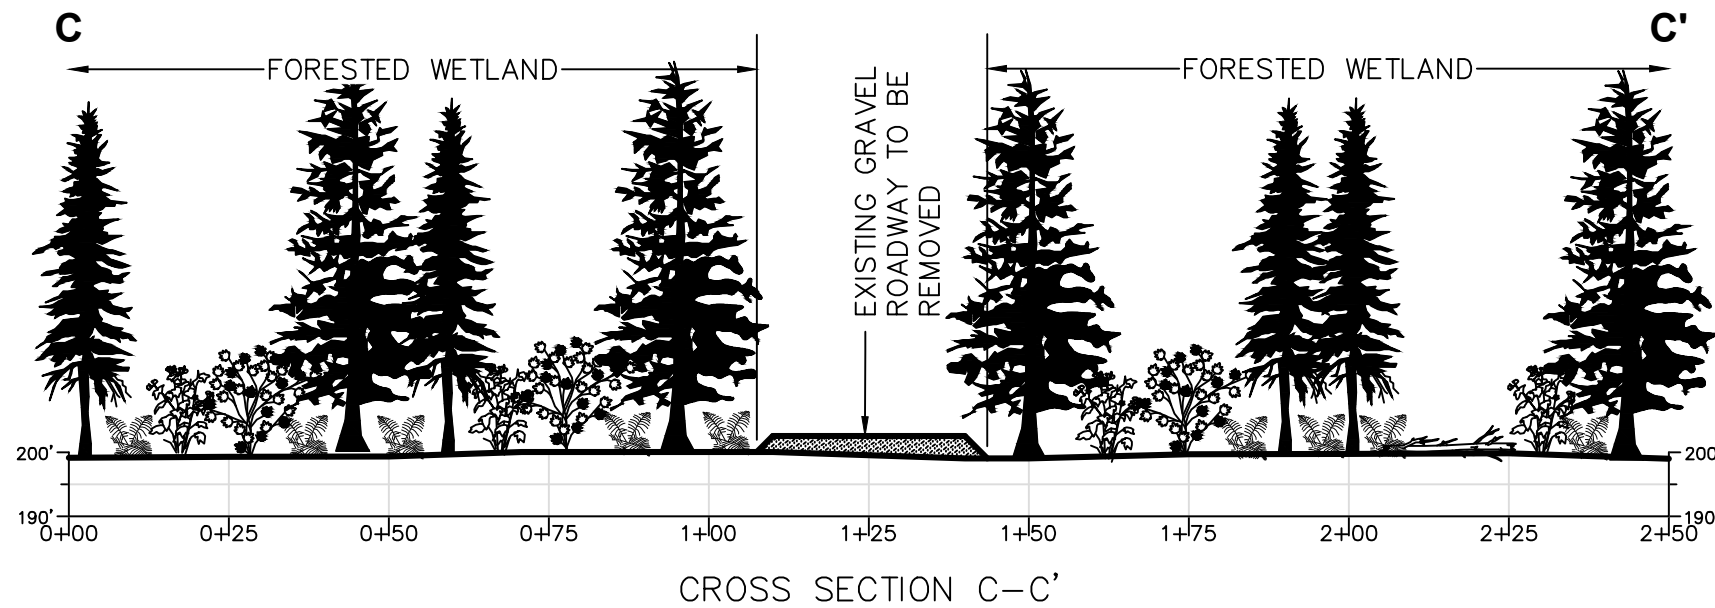 C
C'
FORESTED WETLAND
FORESTED WETLAND
EXISTING GRAVEL
ROADWAY TO BE
REMOVED
200'
200
190'
190
0+00
0+25
0+50
0+75
1+00
1+25
1+50
1+75
2+00
2+25
2+50
CROSS SECTION C-C'